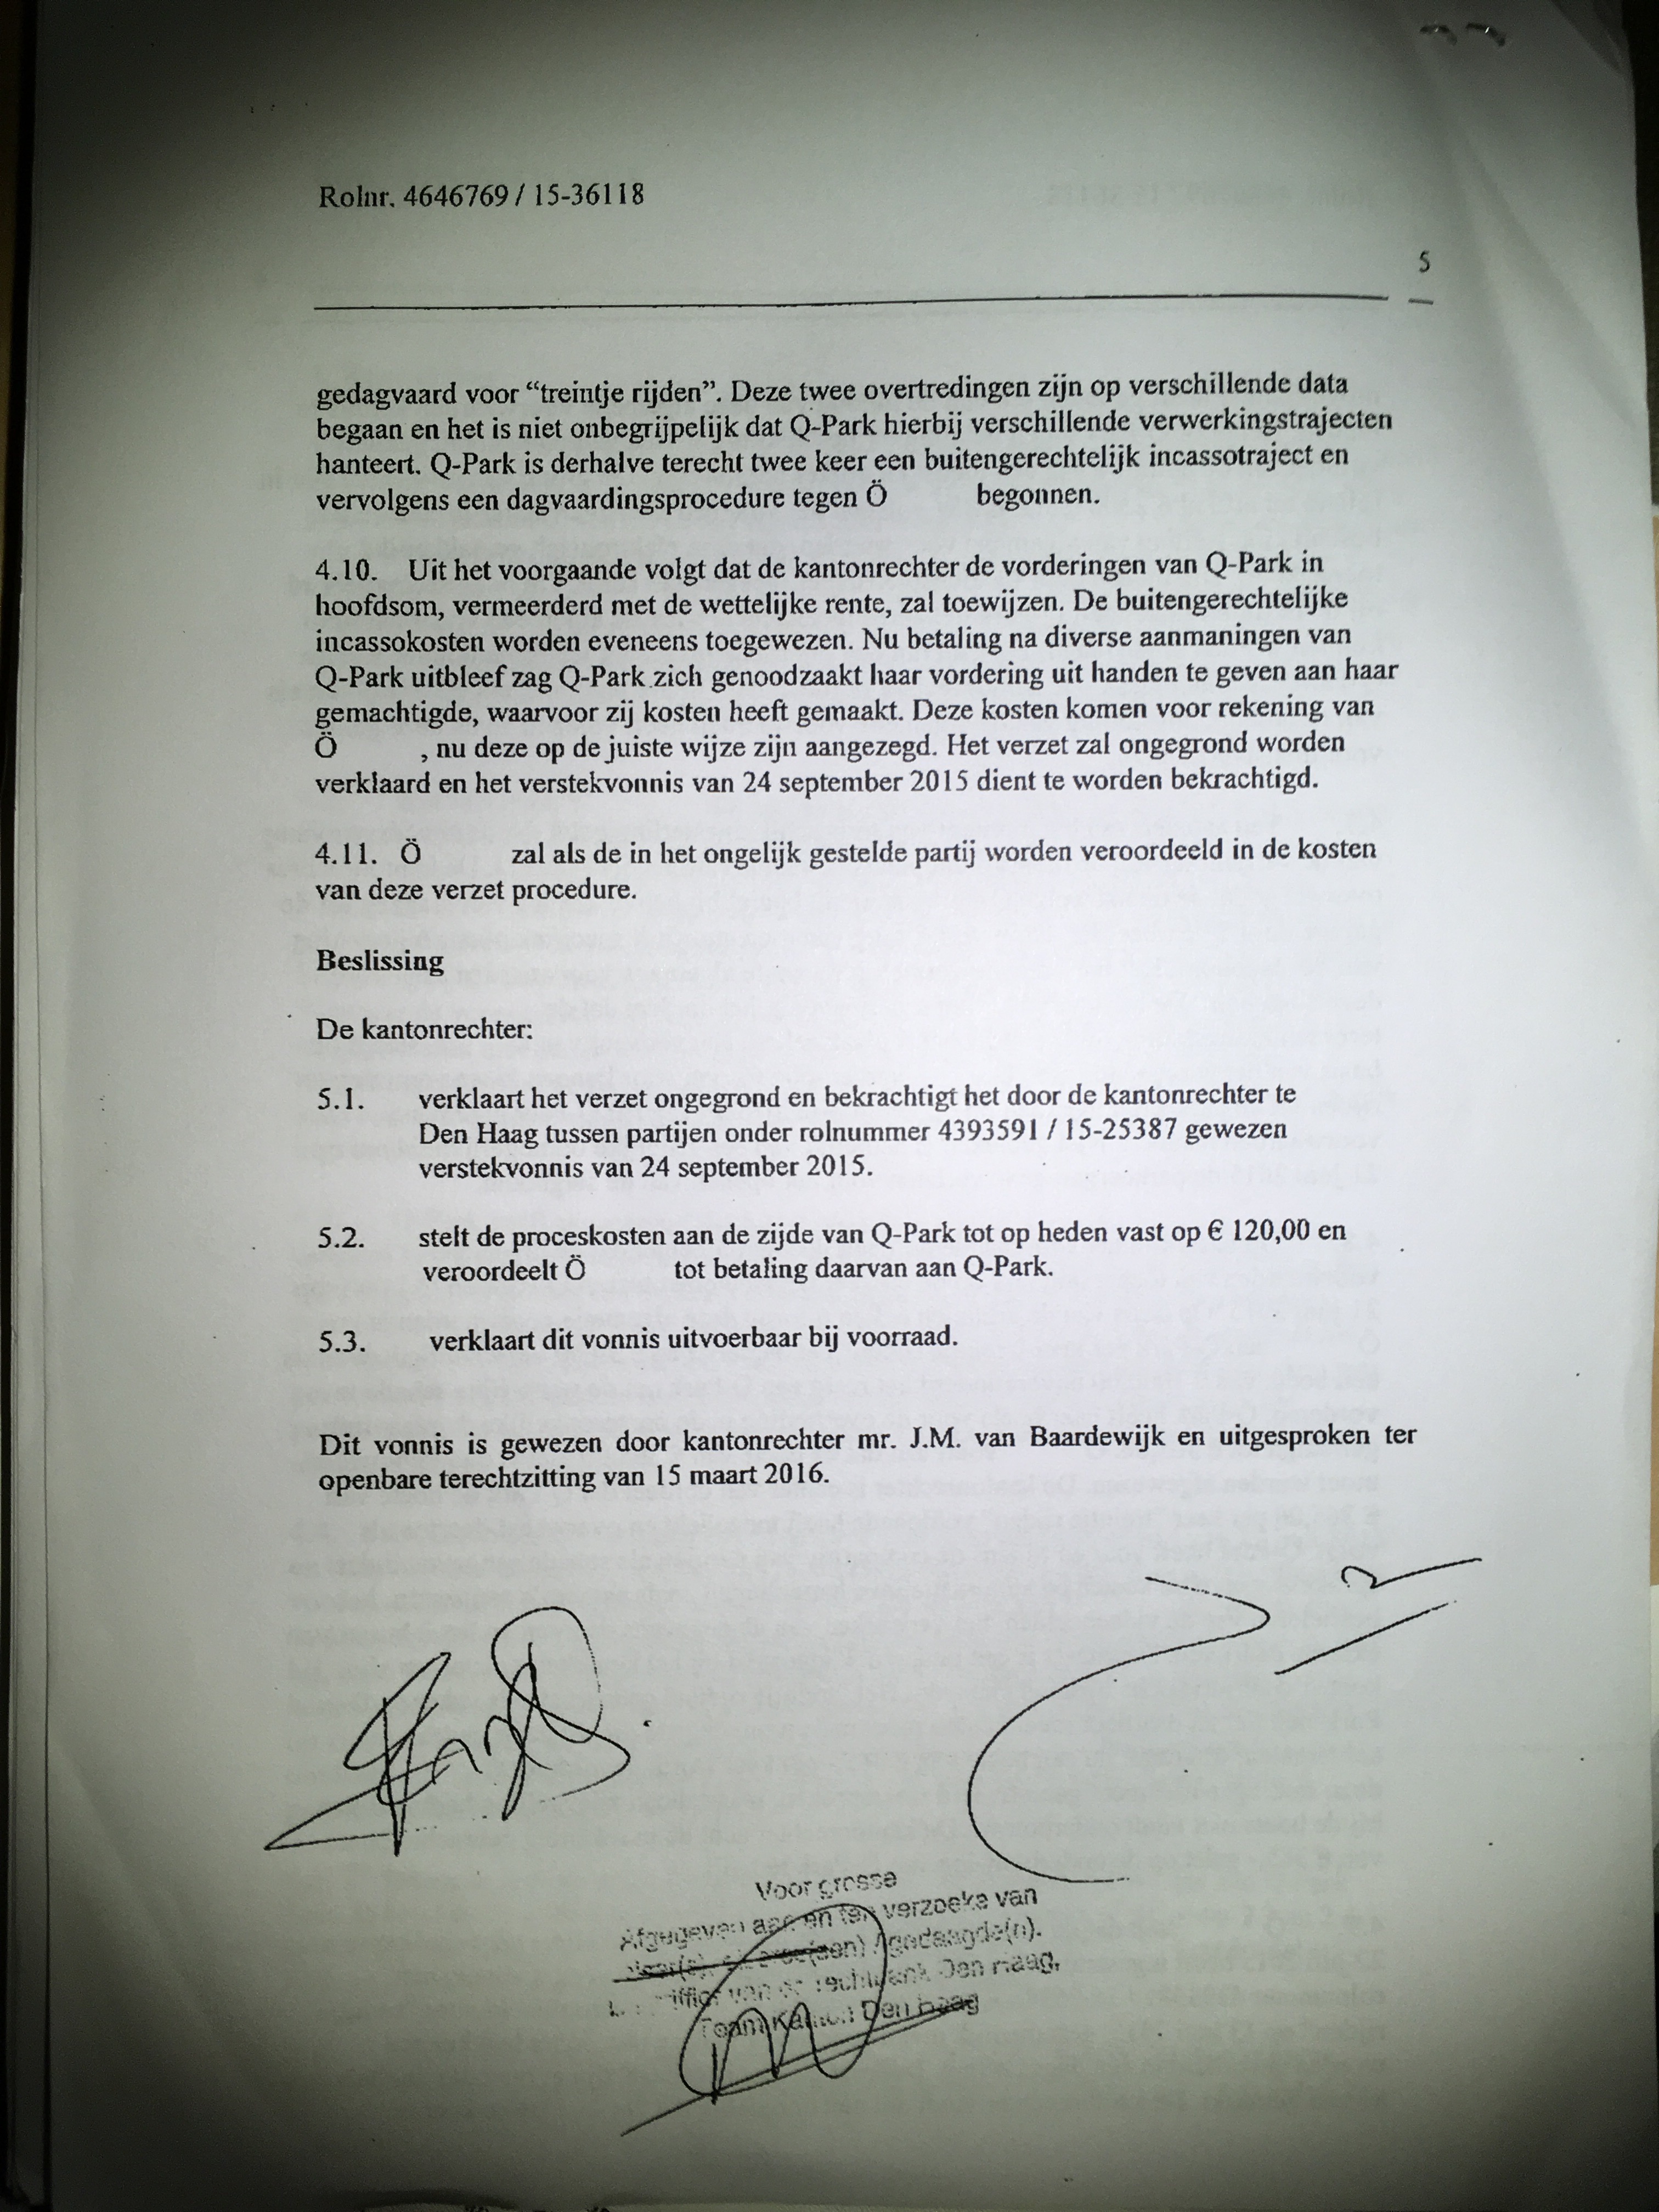 Rolnr. 4646769 / 15-36118
5
gedagvaard voor “treintje rijden”. Deze twee overtredingen zijn op verschillende data
begaan en het is niet onbegrijpelijk dat Q-Park hierbij verschillende verwerkingstrajecten
hanteert. Q-Park is derhalve terecht twee keer een buitengerechtelijk incassotraject en
vervolgens een dagvaardingsprocedure tegen Ö begonnen.
4.10. Uit het voorgaande volgt dat de kantonrechter de vorderingen van Q-Park in
hoofdsom, vermeerderd met de wettelijke rente, zal toewijzen. De buitengerechtelijke
incassokosten worden eveneens toegewezen. Nu betaling na diverse aanmaningen van
Q-Park uitbleef zag Q-Park zich genoodzaakt haar vordering uit handen te geven aan haar
gemachtigde, waarvoor zij kosten heeft gemaakt. Deze kosten komen voor rekening van
Ö , nu deze op de juiste wijze zijn aangezegd. Het verzet zal ongegrond worden
verklaard en het verstekvonnis van 24 september 2015 dient te worden bekrachtigd.
4.11. Ö zal als de in het ongelijk gestelde partij worden veroordeeld in de kosten
van deze verzet procedure.
Beslissing
De kantonrechter:
5.1. verklaart het verzet ongegrond en bekrachtigt het door de kantonrechter te
Den Haag tussen partijen onder rolnummer 4393591 / 15-25387 gewezen
verstekvonnis van 24 september 2015.
5.2. stelt de proceskosten aan de zijde van Q-Park tot op heden vast op € 120,00 en
veroordeelt Ö tot betaling daarvan aan Q-Park.
5.3. verklaart dit vonnis uitvoerbaar bij voorraad.
Dit vonnis is gewezen door kantonrechter mr. J.M. van Baardewijk en uitgesproken ter
openbare terechtzitting van 15 maart 2016.
Voor grosse
Afgegeven aan en ten verzoeke van
gedaagde(n).
van de rechtbank Den Haag,
Team Kanton Den Haag